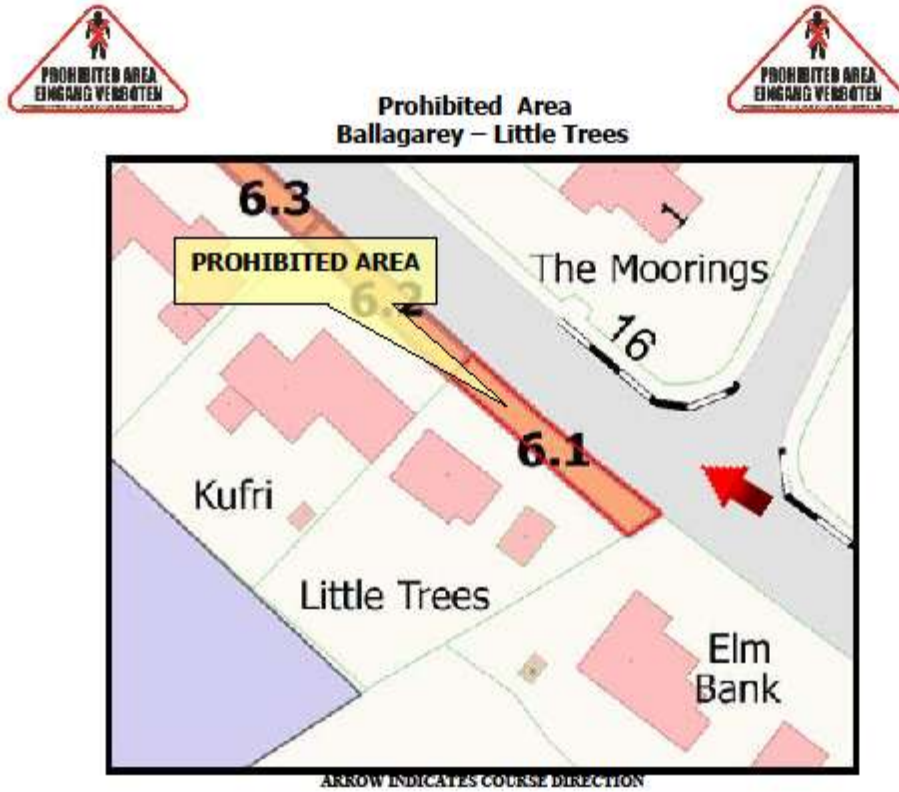 PROHIBITED AREA
EINGANG VERBOTEN
PROHIBITED AREA
EINGANG VERBOTEN
Prohibited Area
Ballagarey – Little Trees
6.3
1
PROHIBITED AREA
The Moorings
6.2
16
6.1
Kufri
Little Trees
Elm
Bank
ARROW INDICATES COURSE DIRECTION